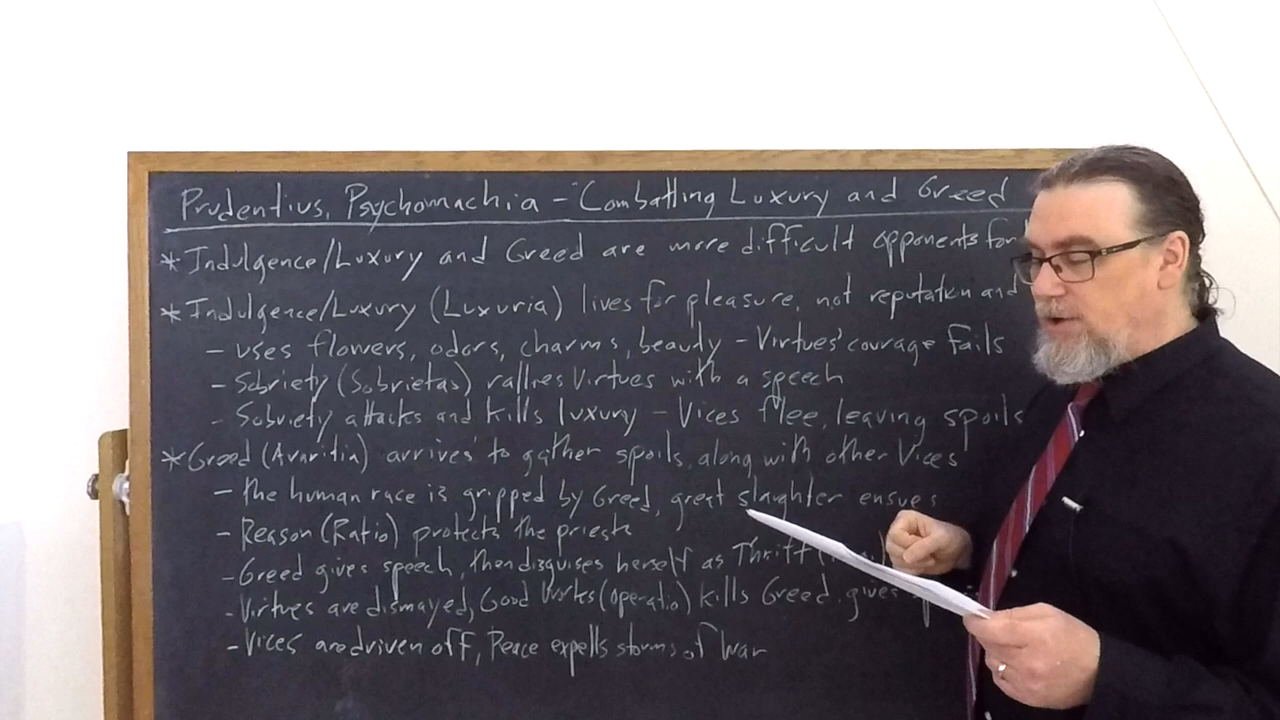 Prudentius, Psychomachia - Combatting Luxury and Greed
* Indulgence/Luxury and Greed are more difficult opponents for
* Indulgence/Luxury (Luxuria) lives for pleasure, not reputation and
- uses flowers, odors, charms, beauty - Virtues' courage fails
- Sobriety (Sobrietas) rallies Virtues with a speech
- Sobriety attacks and kills luxury - Vices flee, leaving spoils
* Greed (Avaritia) arrives to gather spoils, along with other Vices
- the human race is gripped by Greed, great slaughter ensues
- Reason (Ratio) protects the priests
- Greed gives speech, then disguises herself as Thrift
- Virtues are dismayed, Good Works (operatio) kills Greed, gives
- Vices are driven off, Peace expells storms of war